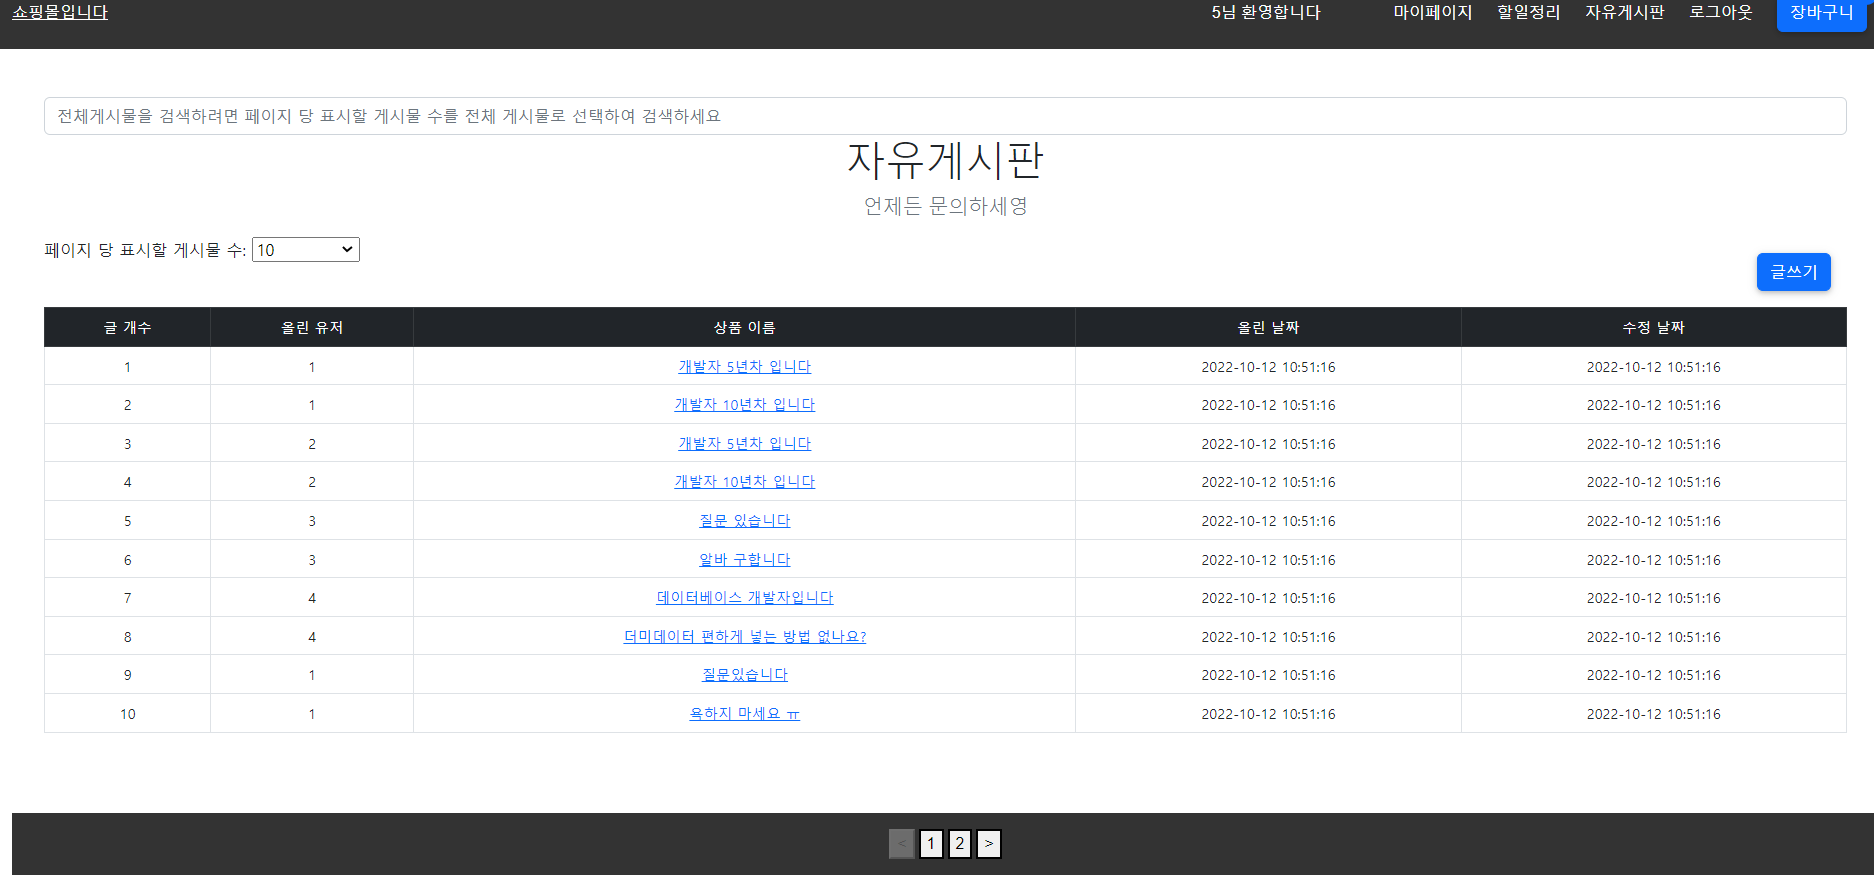 쇼핑몰입니다 5님 환영합니다 마이페이지 할일정리 자유게시판 로그아웃 장바구니
전체게시물을 검색하려면 페이지 당 표시할 게시물 수를 전체 게시물로 선택하여 검색하세요
자유게시판
언제든 문의하세영
페이지 당 표시할 게시물 수: 10
글쓰기
글 개수 올린 유저 상품 이름 올린 날짜 수정 날짜
1 1 개발자 5년차 입니다 2022-10-12 10:51:16 2022-10-12 10:51:16
2 1 개발자 10년차 입니다 2022-10-12 10:51:16 2022-10-12 10:51:16
3 2 개발자 5년차 입니다 2022-10-12 10:51:16 2022-10-12 10:51:16
4 2 개발자 10년차 입니다 2022-10-12 10:51:16 2022-10-12 10:51:16
5 3 질문 있습니다 2022-10-12 10:51:16 2022-10-12 10:51:16
6 3 알바 구합니다 2022-10-12 10:51:16 2022-10-12 10:51:16
7 4 데이터베이스 개발자입니다 2022-10-12 10:51:16 2022-10-12 10:51:16
8 4 더미데이터 편하게 넣는 방법 없나요? 2022-10-12 10:51:16 2022-10-12 10:51:16
9 1 질문있습니다 2022-10-12 10:51:16 2022-10-12 10:51:16
10 1 욕하지 마세요 ㅠ 2022-10-12 10:51:16 2022-10-12 10:51:16
< 1 2 >